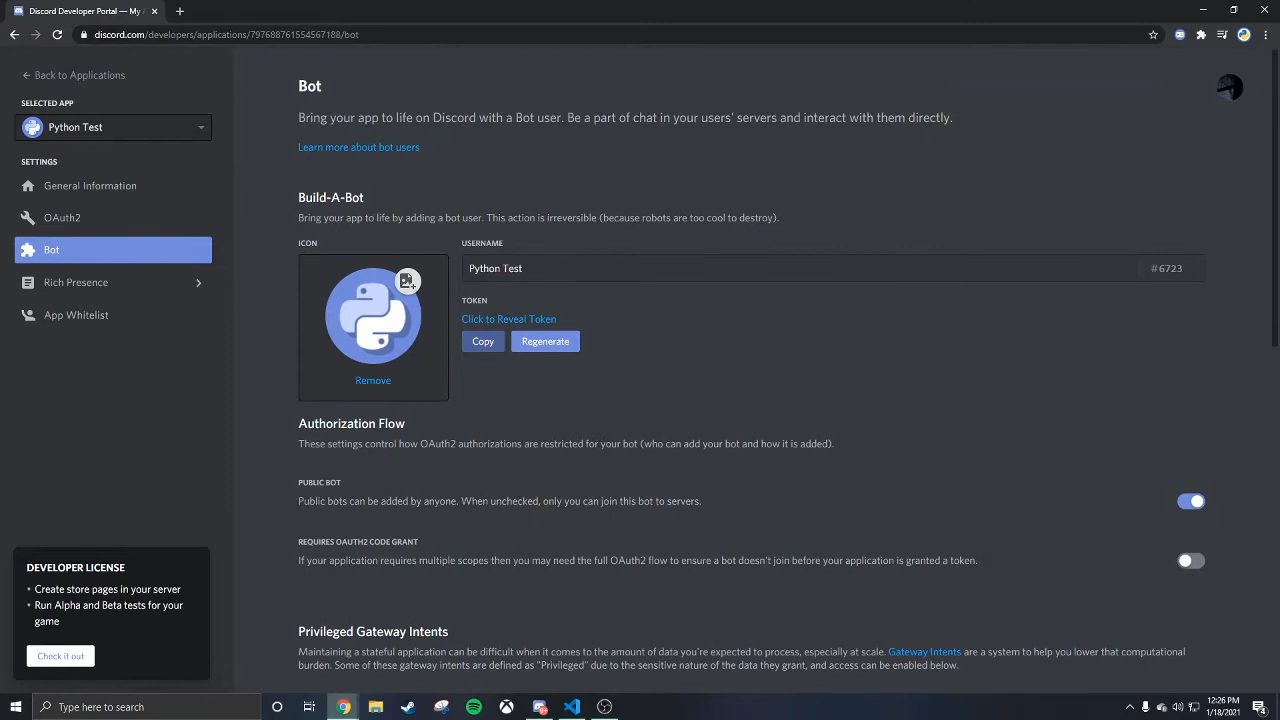 Discord Developer Portal — My A
discord.com/developers/applications/797688761554567188/bot
Back to Applications
SELECTED APP
Python Test
SETTINGS
General Information
OAuth2
Bot
Rich Presence
App Whitelist
DEVELOPER LICENSE
• Create store pages in your server
• Run Alpha and Beta tests for your
game
Check it out
Bot
Bring your app to life on Discord with a Bot user. Be a part of chat in your users' servers and interact with them directly.
Learn more about bot users
Build-A-Bot
Bring your app to life by adding a bot user. This action is irreversible (because robots are too cool to destroy).
ICON
Remove
USERNAME
Python Test #6723
TOKEN
Click to Reveal Token
Copy Regenerate
Authorization Flow
These settings control how OAuth2 authorizations are restricted for your bot (who can add your bot and how it is added).
PUBLIC BOT
Public bots can be added by anyone. When unchecked, only you can join this bot to servers.
REQUIRES OAUTH2 CODE GRANT
If your application requires multiple scopes then you may need the full OAuth2 flow to ensure a bot doesn't join before your application is granted a token.
Privileged Gateway Intents
Maintaining a stateful application can be difficult when it comes to the amount of data you're expected to process, especially at scale. Gateway Intents are a system to help you lower that computational
burden. Some of these gateway intents are defined as "Privileged" due to the sensitive nature of the data they grant, and access can be enabled below.
Type here to search
12:26 PM
1/18/2021